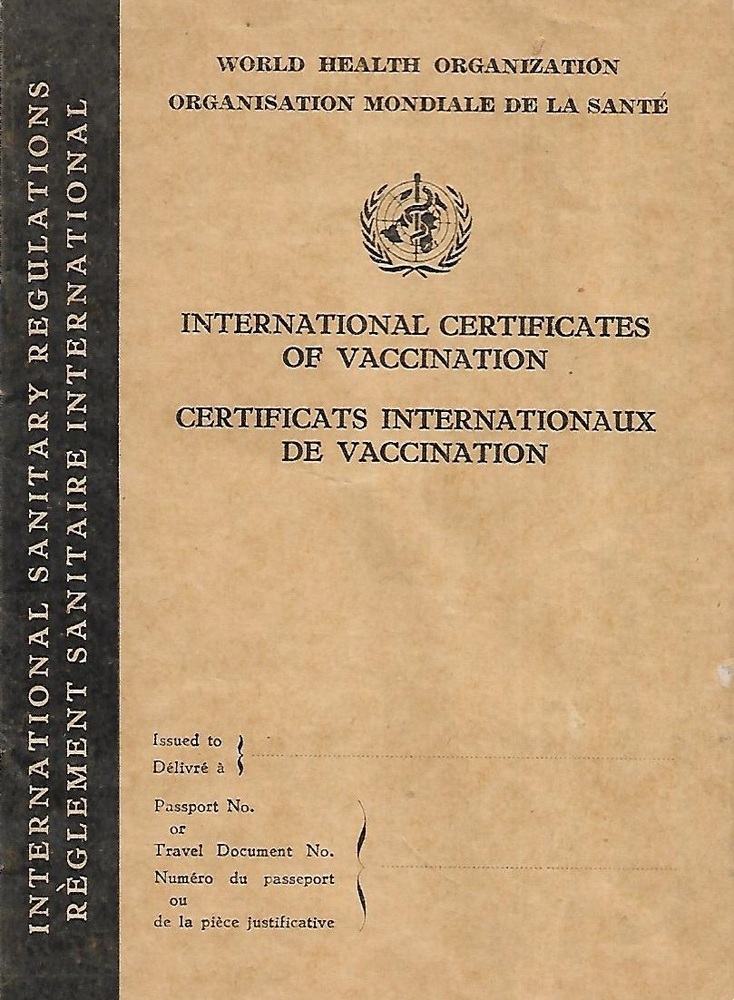 INTERNATIONAL SANITARY REGULATIONS
RÈGLEMENT SANITAIRE INTERNATIONAL
WORLD HEALTH ORGANIZATION
ORGANISATION MONDIALE DE LA SANTÉ
INTERNATIONAL CERTIFICATES
OF VACCINATION
CERTIFICATS INTERNATIONAUX
DE VACCINATION
Issued to
Délivré à
Passport No.
or
Travel Document No.
Numéro du passeport
ou
de la pièce justificative